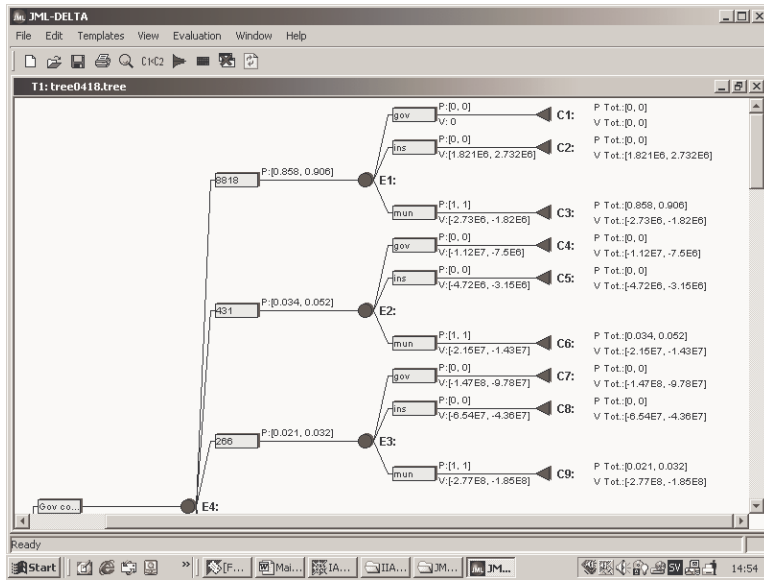 JML-DELTA
File Edit Templates View Evaluation Window Help
C1<C2
T1: tree0418.tree
gov P:[0, 0] V: 0 C1: P Tot.:[0, 0]
V Tot.:[0, 0]
ins P:[0, 0] V:[1.821E6, 2.732E6] C2: P Tot.:[0, 0]
V Tot.:[1.821E6, 2.732E6]
8818 P:[0.858, 0.906] E1:
mun P:[1, 1] V:[-2.73E6, -1.82E6] C3: P Tot.:[0.858, 0.906]
V Tot.:[-2.73E6, -1.82E6]
gov P:[0, 0] V:[-1.12E7, -7.5E6] C4: P Tot.:[0, 0]
V Tot.:[-1.12E7, -7.5E6]
ins P:[0, 0] V:[-4.72E6, -3.15E6] C5: P Tot.:[0, 0]
V Tot.:[-4.72E6, -3.15E6]
431 P:[0.034, 0.052] E2:
mun P:[1, 1] V:[-2.15E7, -1.43E7] C6: P Tot.:[0.034, 0.052]
V Tot.:[-2.15E7, -1.43E7]
gov P:[0, 0] V:[-1.47E8, -9.78E7] C7: P Tot.:[0, 0]
V Tot.:[-1.47E8, -9.78E7]
ins P:[0, 0] V:[-6.54E7, -4.36E7] C8: P Tot.:[0, 0]
V Tot.:[-6.54E7, -4.36E7]
266 P:[0.021, 0.032] E3:
mun P:[1, 1] V:[-2.77E8, -1.85E8] C9: P Tot.:[0.021, 0.032]
V Tot.:[-2.77E8, -1.85E8]
Gov co... E4:
Ready
Start » [F... Mai... IA... IIA... JM... JM... SV 14:54